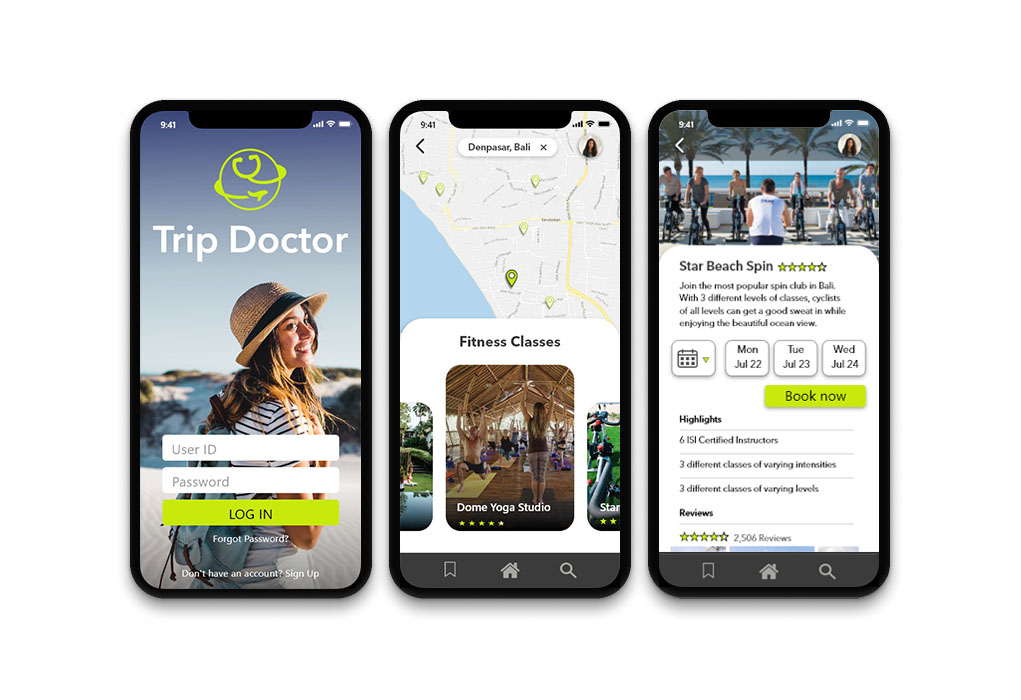 9:41
Trip Doctor
User ID
Password
LOG IN
Forgot Password?
Don't have an account? Sign Up
9:41
Denpasar, Bali ×
Fitness Classes
Dome Yoga Studio
Star
9:41
Star Beach Spin
Join the most popular spin club in Bali.
With 3 different levels of classes, cyclists
of all levels can get a good sweat in while
enjoying the beautiful ocean view.
Mon Tue Wed
Jul 22 Jul 23 Jul 24
Book now
Highlights
6 ISI Certified Instructors
3 different classes of varying intensities
3 different classes of varying levels
Reviews
2,506 Reviews